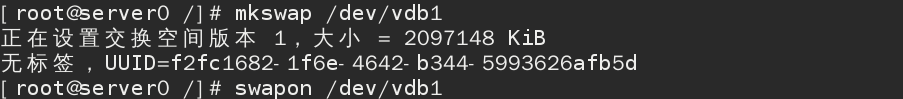 [root@server0 /]# mkswap /dev/vdb1
正在设置交换空间版本 1，大小 = 2097148 KiB
无标签，UUID=f2fc1682-1f6e-4642-b344-5993626afb5d
[root@server0 /]# swapon /dev/vdb1